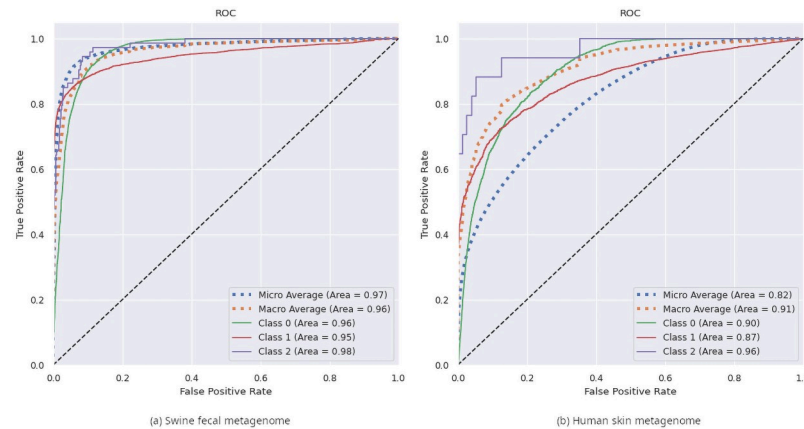 ROC
1.0
0.8
0.6
0.4
0.2
0.0
True Positive Rate
Micro Average (Area = 0.97)
Macro Average (Area = 0.96)
Class 0 (Area = 0.96)
Class 1 (Area = 0.95)
Class 2 (Area = 0.98)
0.0 0.2 0.4 0.6 0.8 1.0
False Positive Rate
(a) Swine fecal metagenome
ROC
1.0
0.8
0.6
0.4
0.2
0.0
True Positive Rate
Micro Average (Area = 0.82)
Macro Average (Area = 0.91)
Class 0 (Area = 0.90)
Class 1 (Area = 0.87)
Class 2 (Area = 0.96)
0.0 0.2 0.4 0.6 0.8 1.0
False Positive Rate
(b) Human skin metagenome